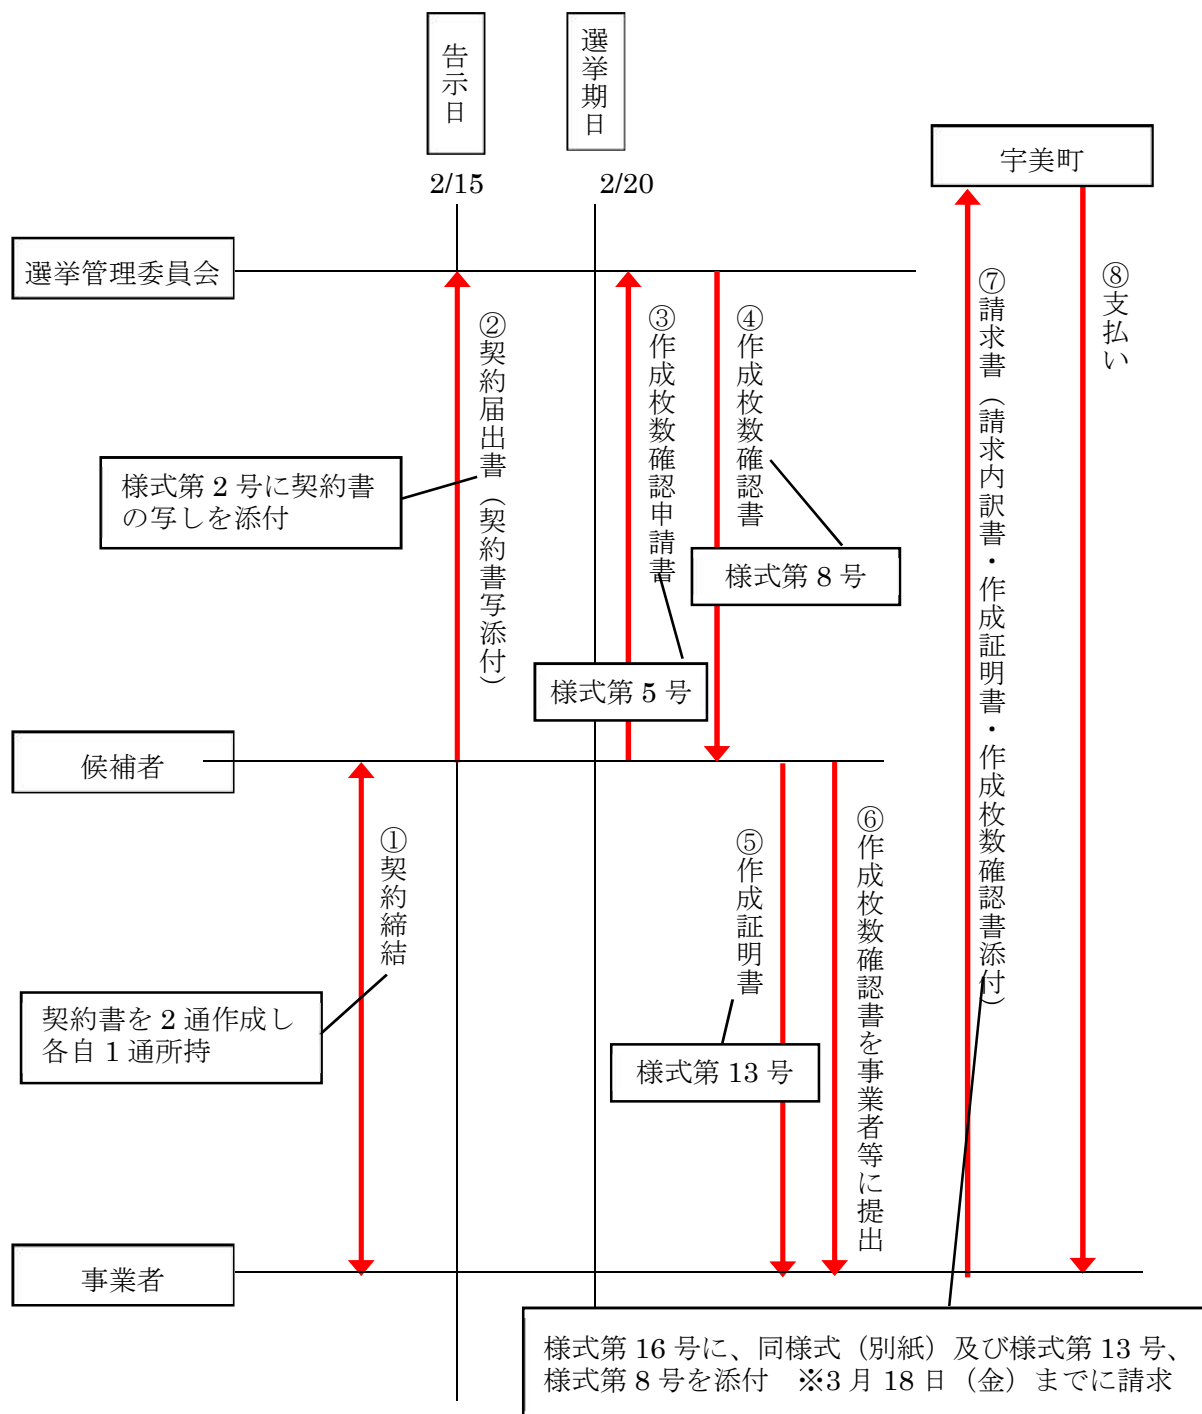 告示日
選挙期日
2/15
2/20
宇美町
選挙管理委員会
②契約届出書（契約書写添付）
③作成枚数確認申請書
④作成枚数確認書
⑦請求書（請求内訳書・作成証明書・作成枚数確認書添付）
⑧支払い
様式第 2 号に契約書
の写しを添付
様式第 8 号
様式第 5 号
候補者
①契約締結
⑤作成証明書
⑥作成枚数確認書を事業者等に提出
契約書を 2 通作成し
各自 1 通所持
様式第 13 号
事業者
様式第 16 号に、同様式（別紙）及び様式第 13 号、
様式第 8 号を添付　※3 月 18 日（金）までに請求